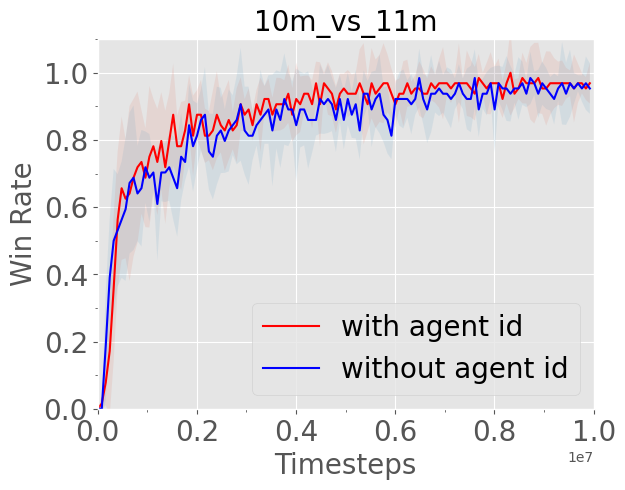 10m_vs_11m
Win Rate
1.0
0.8
0.6
0.4
0.2
0.0
with agent id
without agent id
0.0 0.2 0.4 0.6 0.8 1.0
1e7
Timesteps